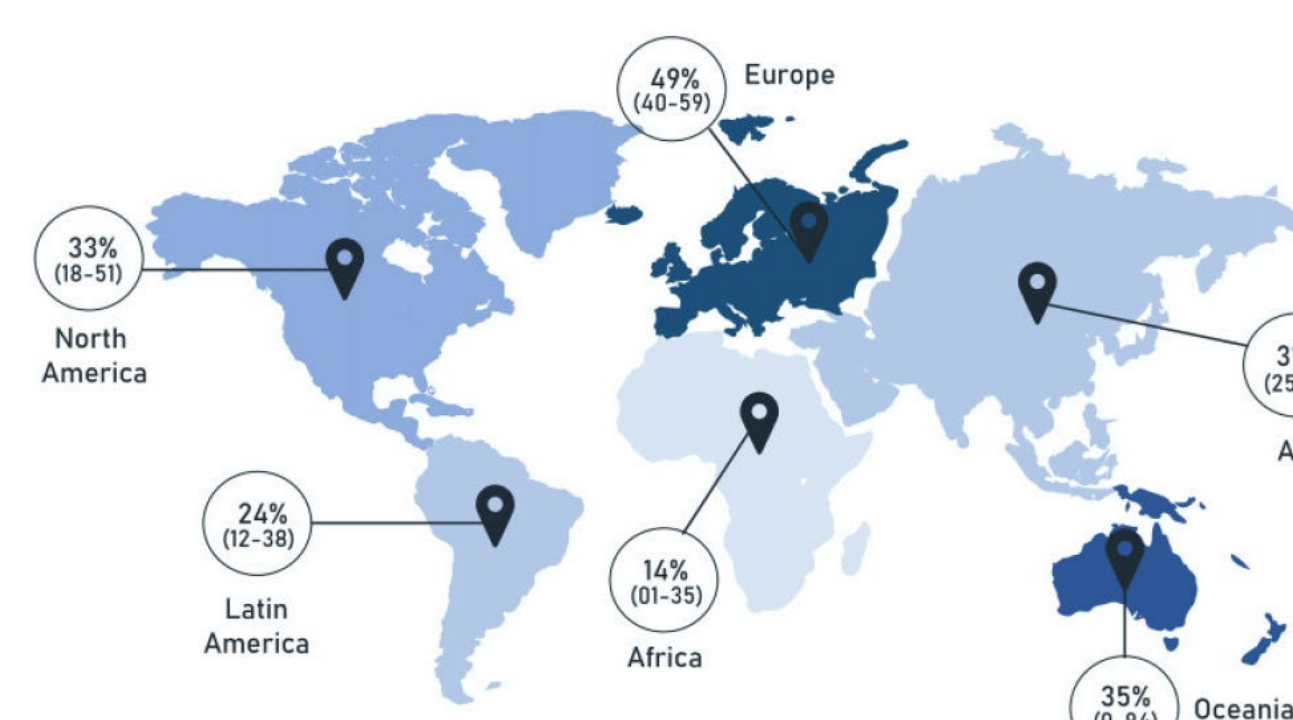 49%
(40-59)
Europe
33%
(18-51)
North
America
24%
(12-38)
Latin
America
14%
(01-35)
Africa
35%
Oceania